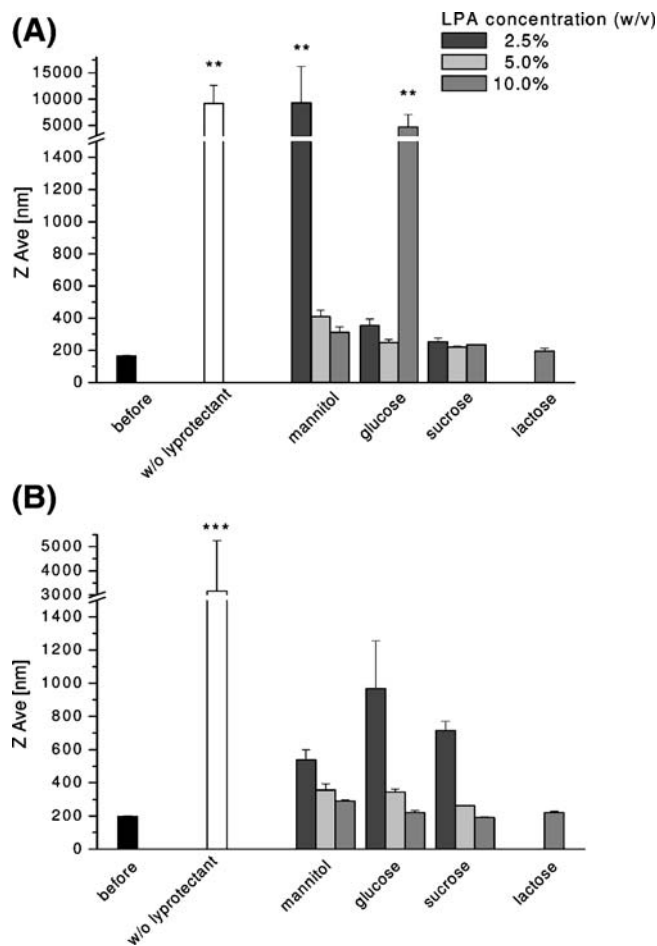 (A)
LPA concentration (w/v)
2.5%
5.0%
10.0%
**
**
**
15000
10000
5000
1400
1200
1000
800
600
400
200
0
Z Ave [nm]
before
w/o lyprotectant
mannitol
glucose
sucrose
lactose
(B)
***
5000
4000
3000
1400
1200
1000
800
600
400
200
0
Z Ave [nm]
before
w/o lyprotectant
mannitol
glucose
sucrose
lactose